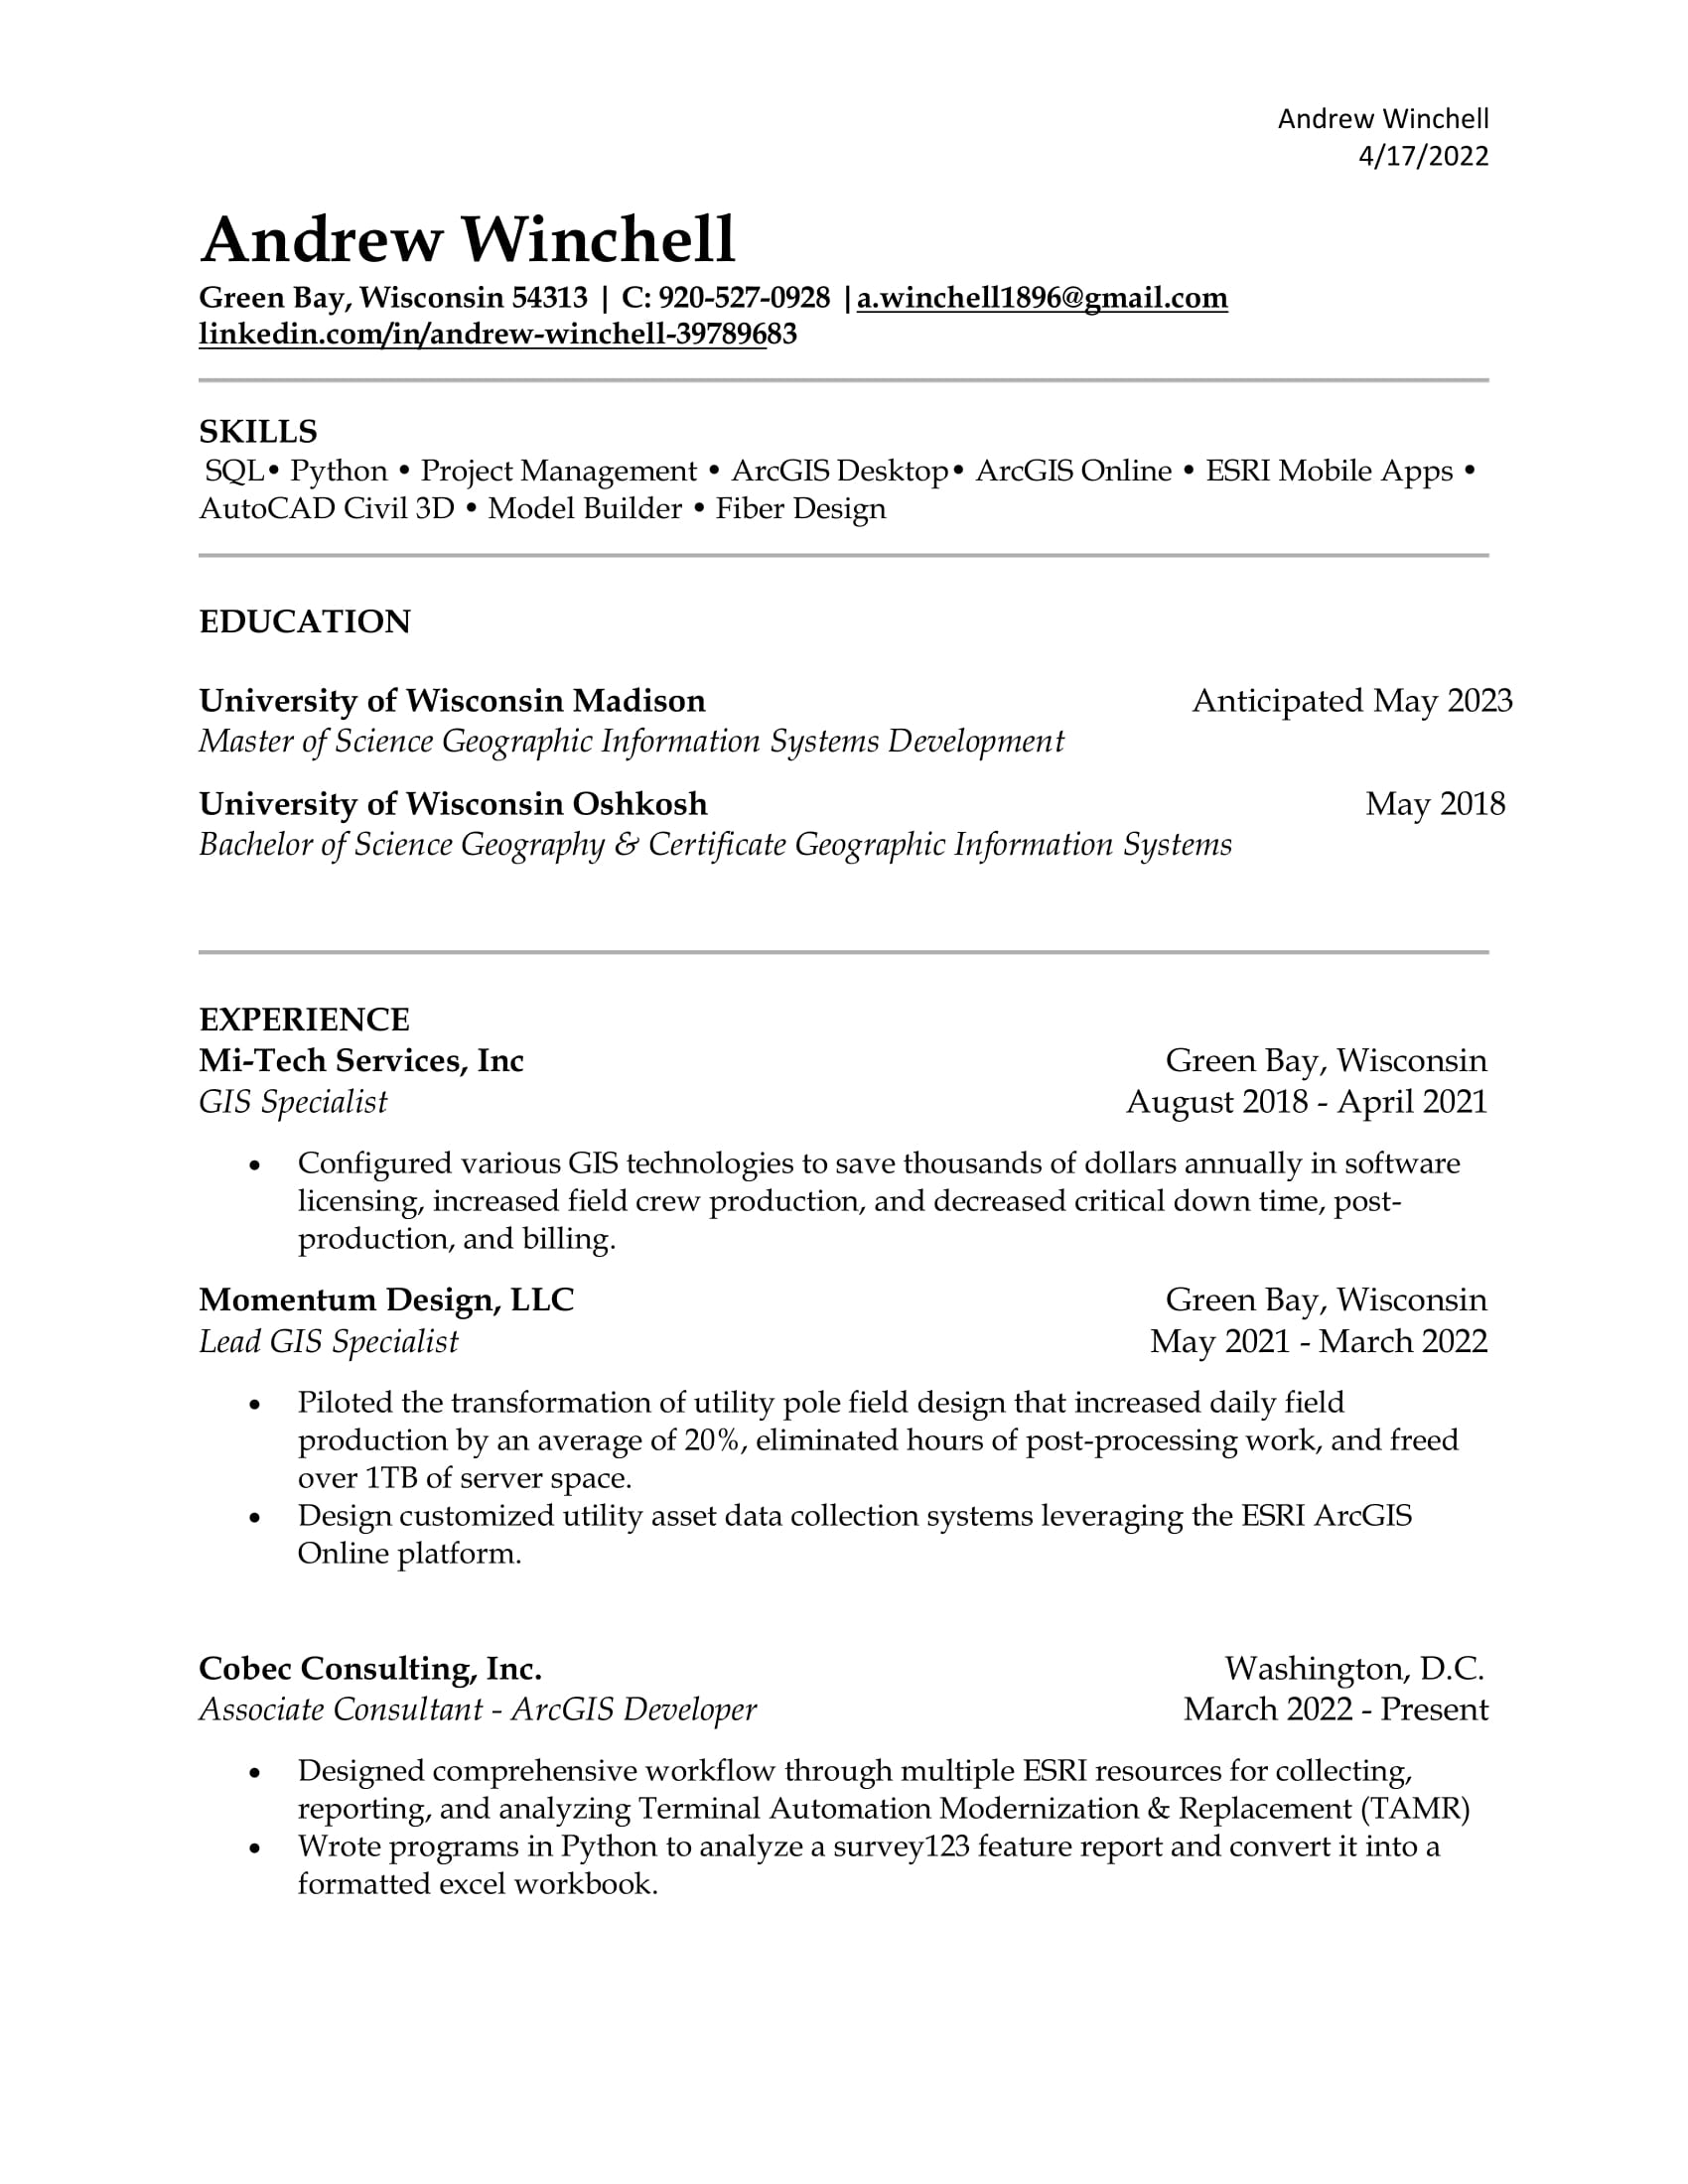 Andrew Winchell
4/17/2022
Andrew Winchell
Green Bay, Wisconsin 54313 | C: 920-527-0928 |a.winchell1896@gmail.com
linkedin.com/in/andrew-winchell-39789683
SKILLS
SQL• Python • Project Management • ArcGIS Desktop• ArcGIS Online • ESRI Mobile Apps •
AutoCAD Civil 3D • Model Builder • Fiber Design
EDUCATION
University of Wisconsin Madison Anticipated May 2023
Master of Science Geographic Information Systems Development
University of Wisconsin Oshkosh May 2018
Bachelor of Science Geography & Certificate Geographic Information Systems
EXPERIENCE
Mi-Tech Services, Inc Green Bay, Wisconsin
GIS Specialist August 2018 - April 2021
• Configured various GIS technologies to save thousands of dollars annually in software
licensing, increased field crew production, and decreased critical down time, post-
production, and billing.
Momentum Design, LLC Green Bay, Wisconsin
Lead GIS Specialist May 2021 - March 2022
• Piloted the transformation of utility pole field design that increased daily field
production by an average of 20%, eliminated hours of post-processing work, and freed
over 1TB of server space.
• Design customized utility asset data collection systems leveraging the ESRI ArcGIS
Online platform.
Cobec Consulting, Inc. Washington, D.C.
Associate Consultant - ArcGIS Developer March 2022 - Present
• Designed comprehensive workflow through multiple ESRI resources for collecting,
reporting, and analyzing Terminal Automation Modernization & Replacement (TAMR)
• Wrote programs in Python to analyze a survey123 feature report and convert it into a
formatted excel workbook.